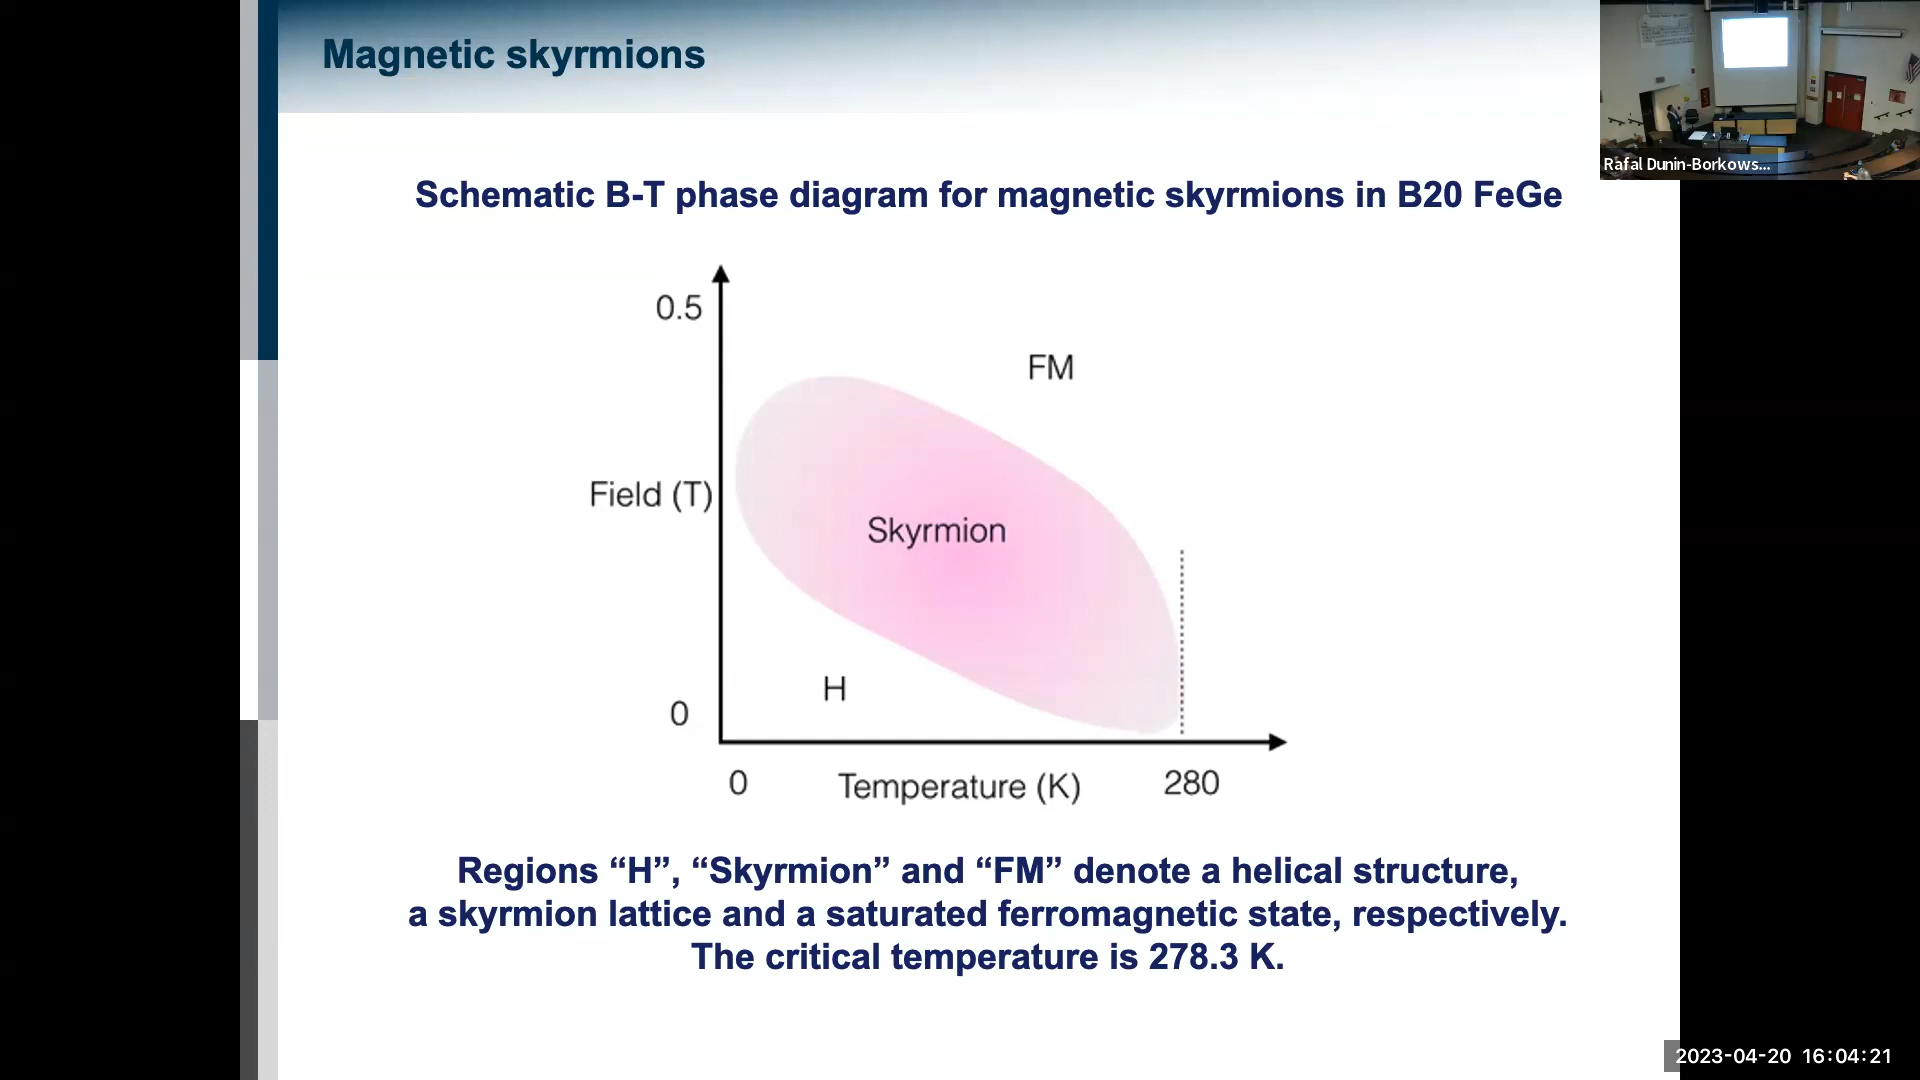 Magnetic skyrmions
Rafal Dunin-Borkows...
Schematic B-T phase diagram for magnetic skyrmions in B20 FeGe
0.5
FM
Field (T)
Skyrmion
H
0
0
Temperature (K)
280
Regions “H”, “Skyrmion” and “FM” denote a helical structure,
a skyrmion lattice and a saturated ferromagnetic state, respectively.
The critical temperature is 278.3 K.
2023-04-20 16:04:21